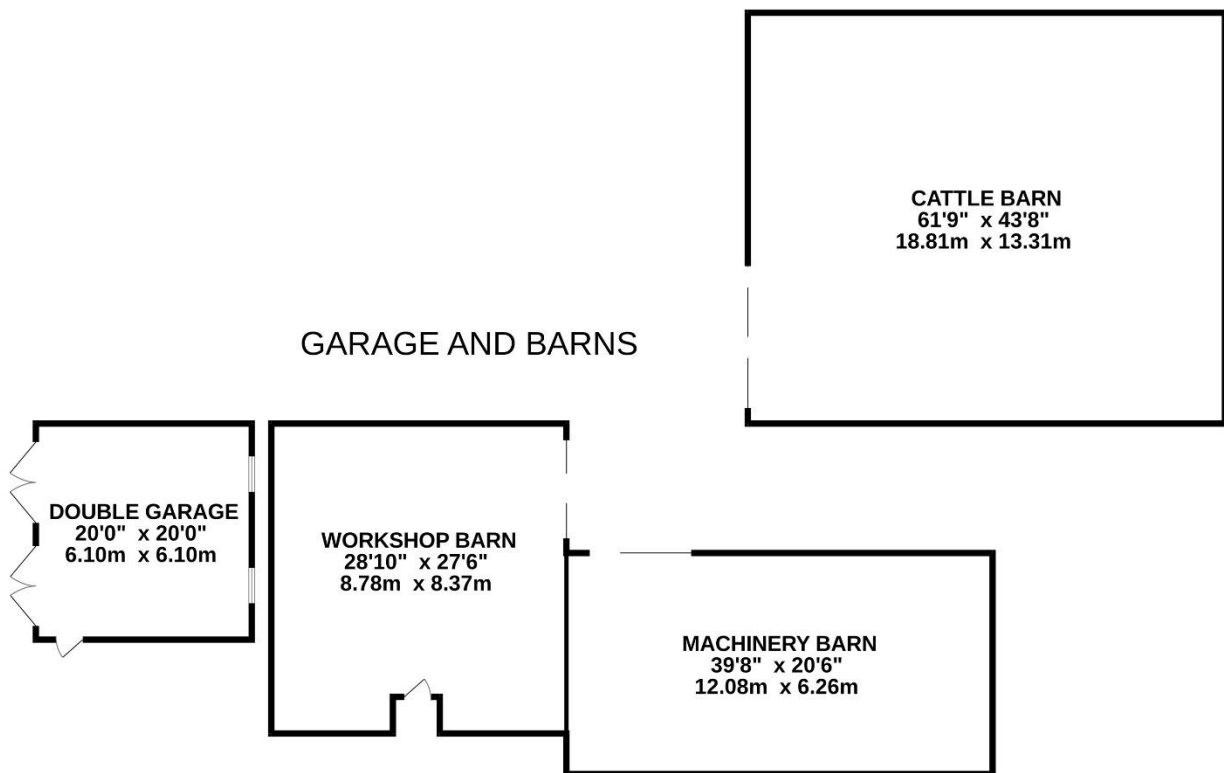 CATTLE BARN
61'9" x 43'8"
18.81m x 13.31m
GARAGE AND BARNS
DOUBLE GARAGE
20'0" x 20'0"
6.10m x 6.10m
WORKSHOP BARN
28'10" x 27'6"
8.78m x 8.37m
MACHINERY BARN
39'8" x 20'6"
12.08m x 6.26m